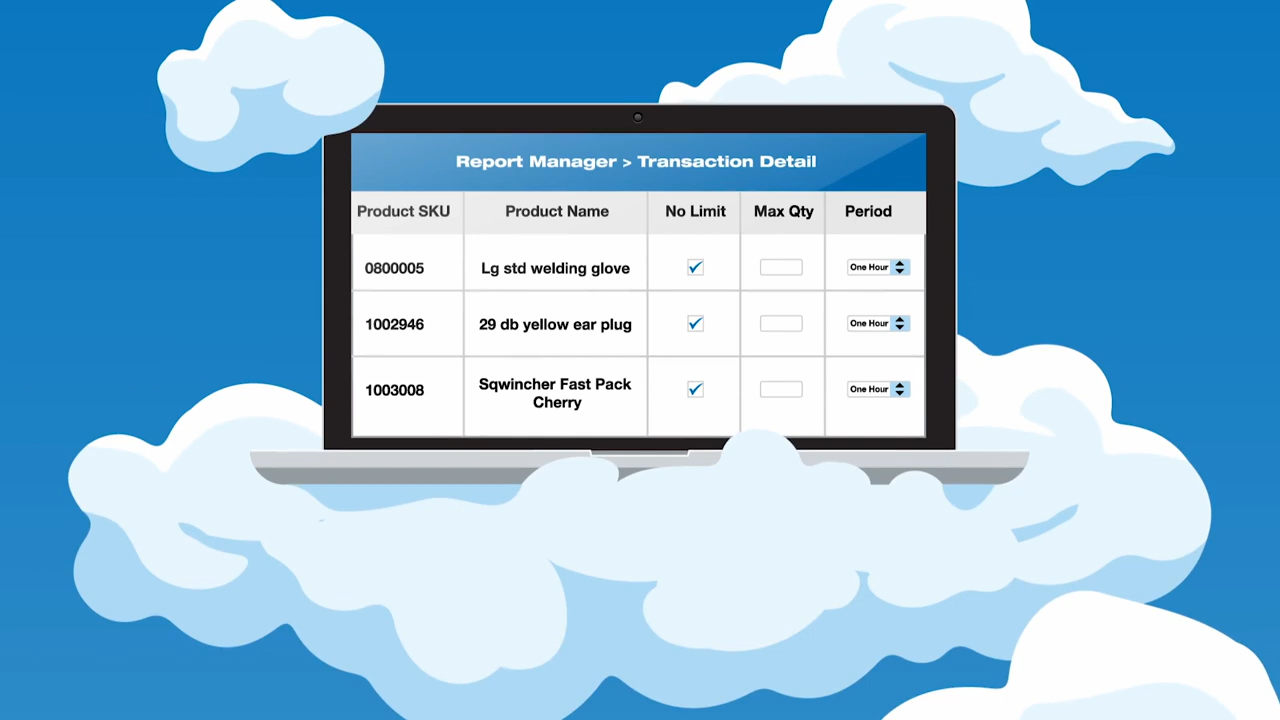 Report Manager > Transaction Detail
Product SKU Product Name No Limit Max Qty Period
0800005 Lg std welding glove One Hour
1002946 29 db yellow ear plug One Hour
1003008 Sqwincher Fast Pack One Hour
Cherry